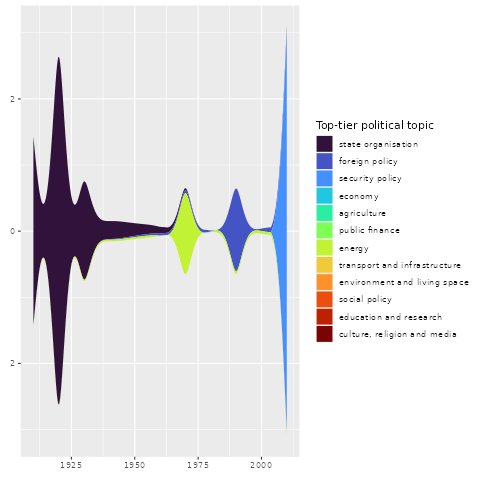 Top-tier political topic
state organisation
foreign policy
security policy
economy
agriculture
public finance
energy
transport and infrastructure
environment and living space
social policy
education and research
culture, religion and media
2
0
2
1925 1950 1975 2000